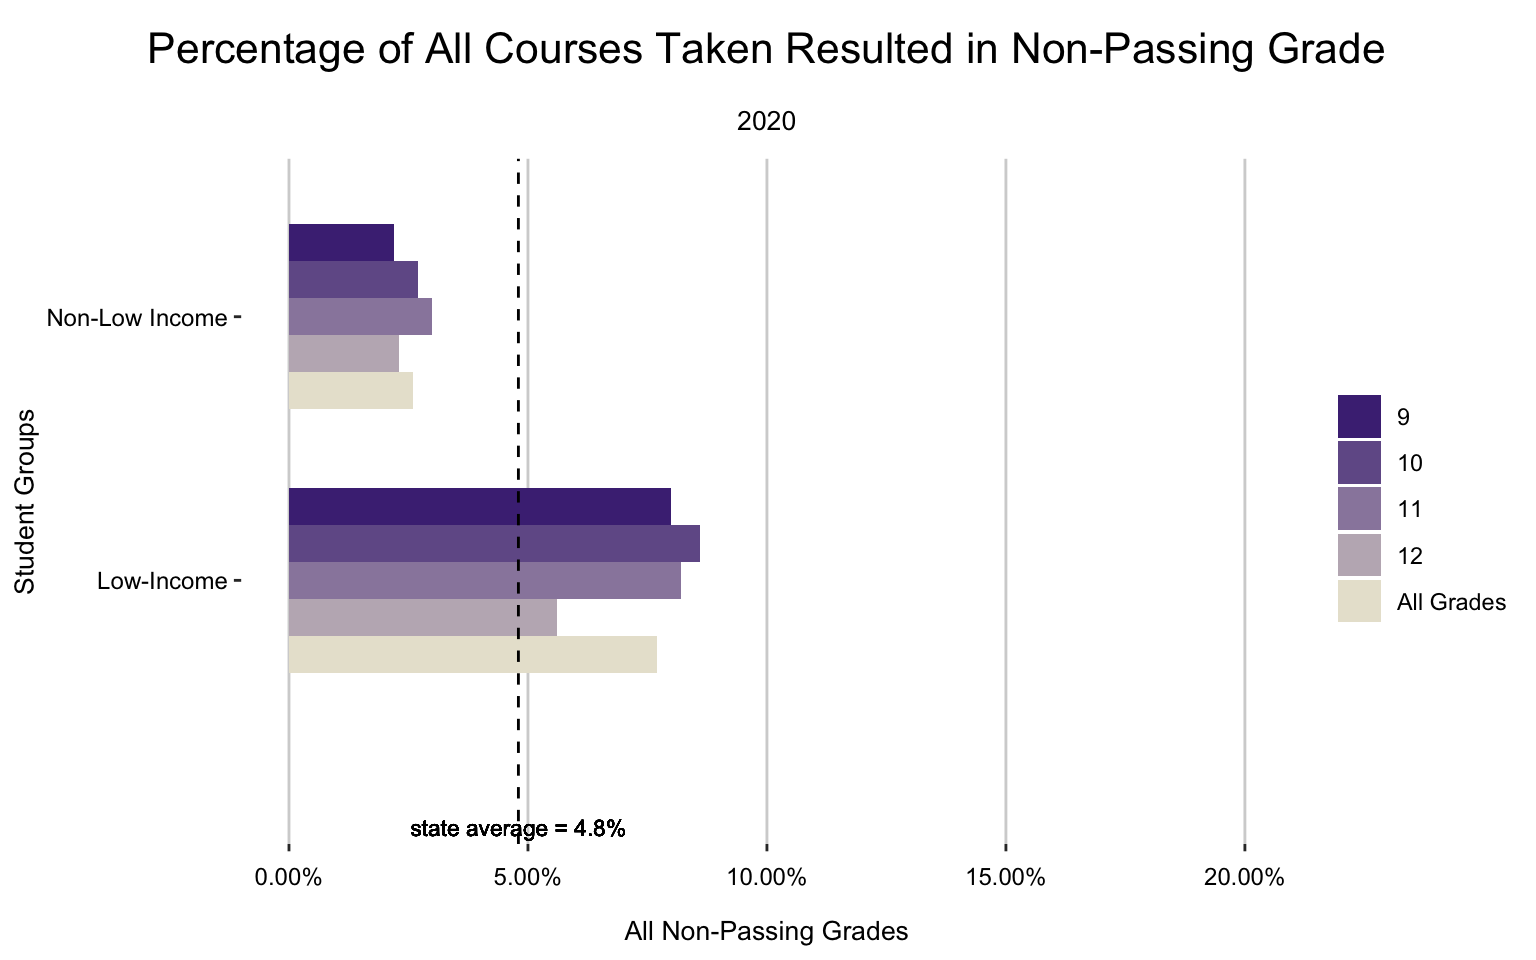 Percentage of All Courses Taken Resulted in Non-Passing Grade
2020
Non-Low Income
Low-Income
Student Groups
state average = 4.8%
0.00%
5.00%
10.00%
15.00%
20.00%
All Non-Passing Grades
9
10
11
12
All Grades